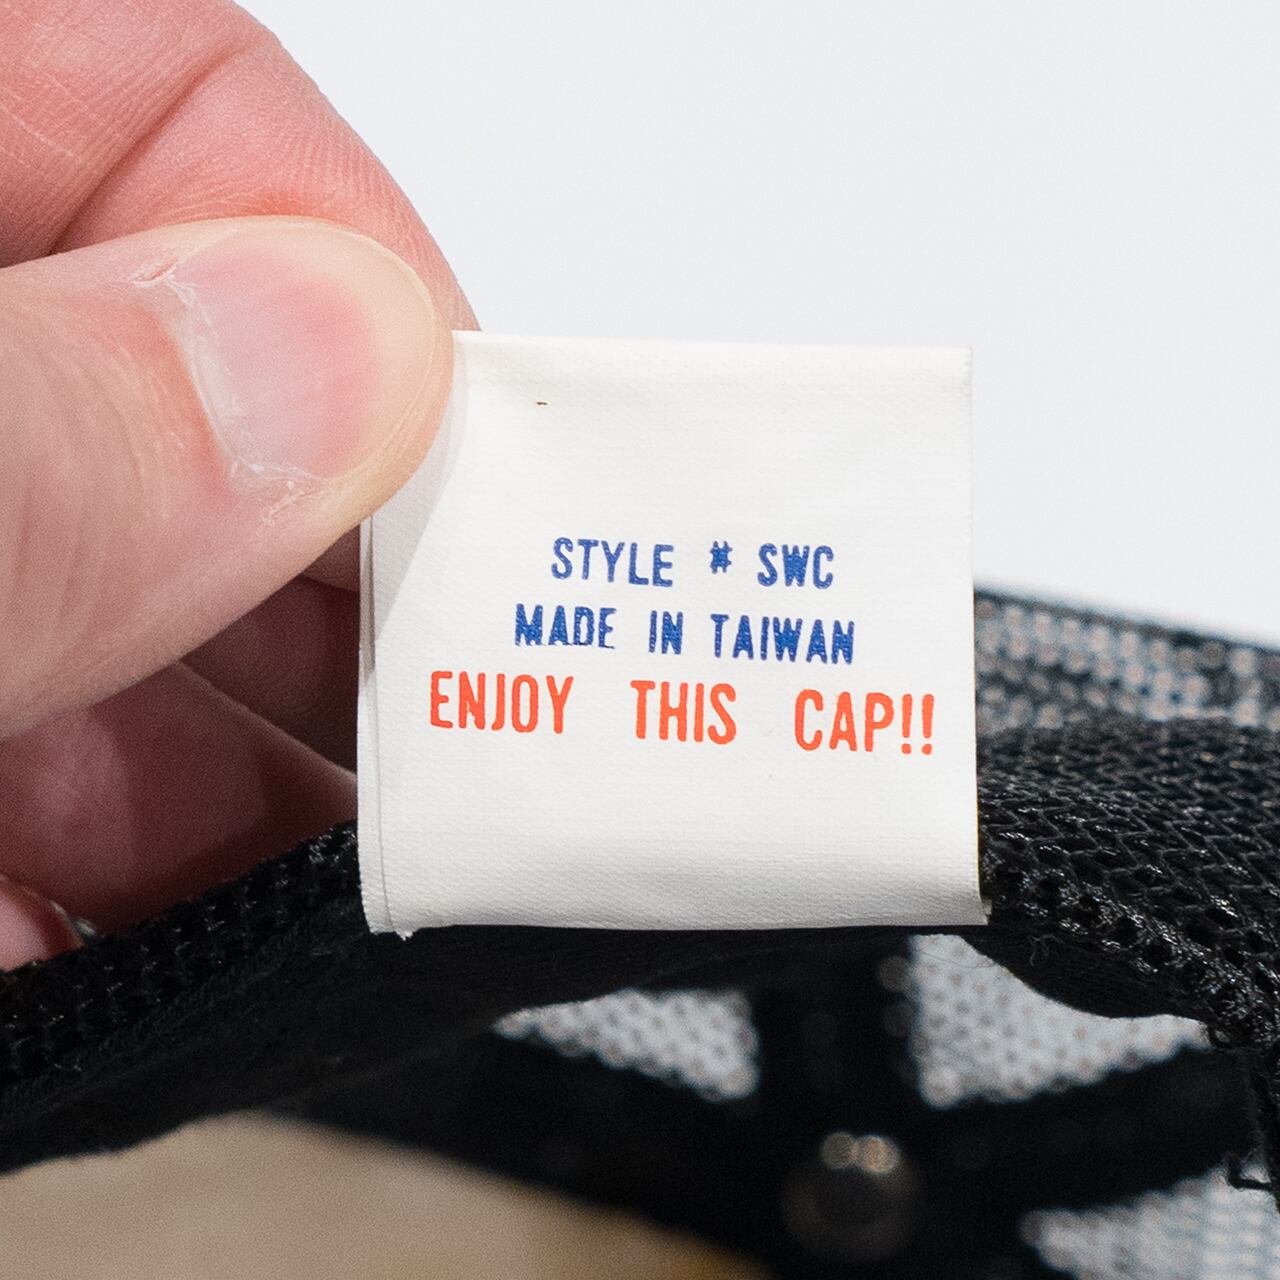 STYLE # SWC
MADE IN TAIWAN
ENJOY THIS CAP!!